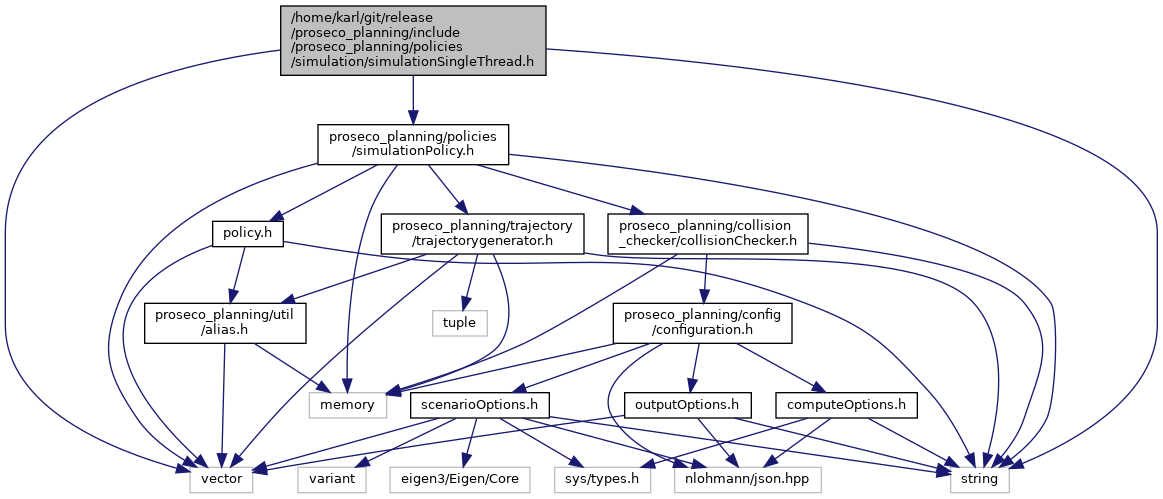 /home/karl/git/release
/proseco_planning/include
/proseco_planning/policies
/simulation/simulationSingleThread.h
proseco_planning/policies
/simulationPolicy.h
policy.h
proseco_planning/trajectory
/trajectorygenerator.h
proseco_planning/collision
_checker/collisionChecker.h
proseco_planning/util
/alias.h
tuple
proseco_planning/config
/configuration.h
memory
scenarioOptions.h
outputOptions.h
computeOptions.h
vector
variant
eigen3/Eigen/Core
sys/types.h
nlohmann/json.hpp
string